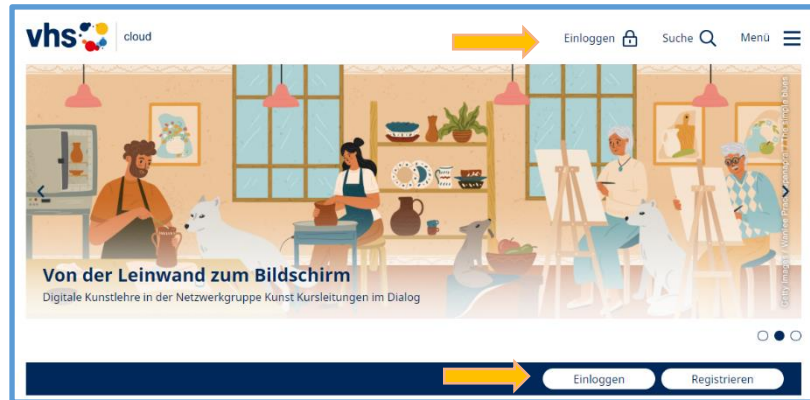 vhs cloud
Einloggen Suche Menü
Von der Leinwand zum Bildschirm
Digitale Kunstlehre in der Netzwerkgruppe Kunst Kursleitungen im Dialog
Einloggen Registrieren